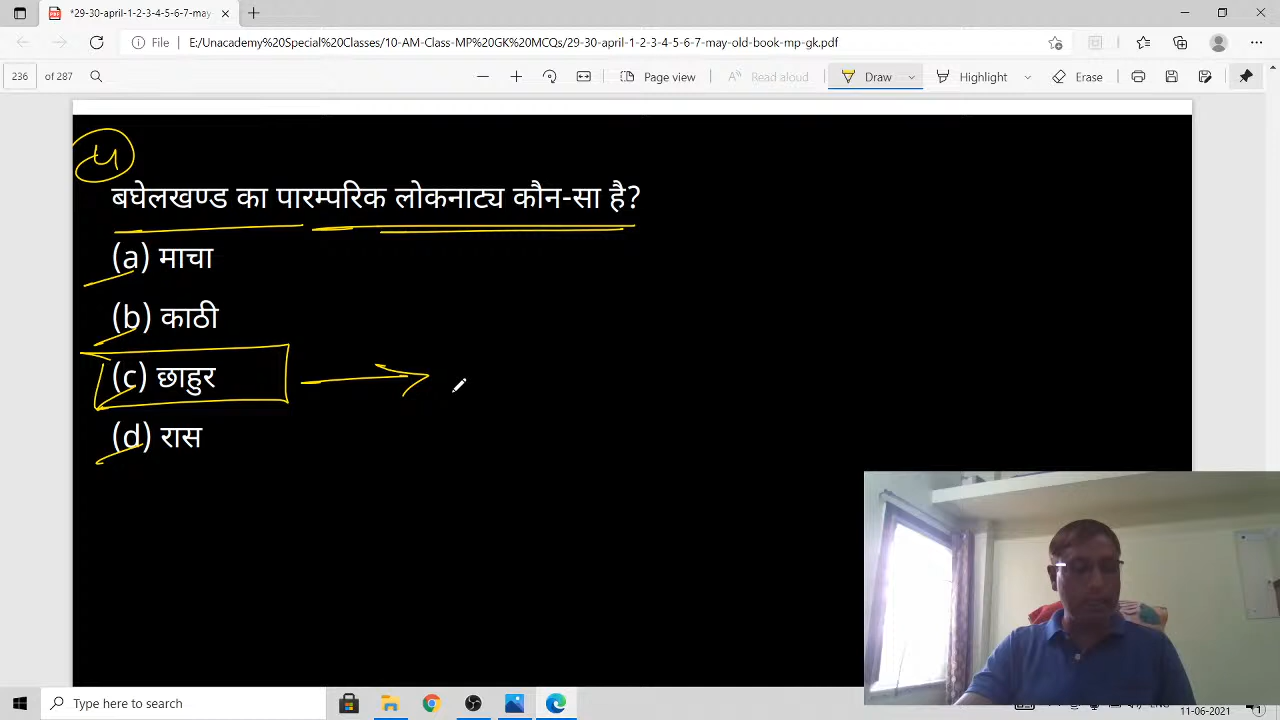 *29-30-april-1-2-3-4-5-6-7-may
File
E:/Unacademy%20Special%20Classes/10-AM-Class-MP%20GK%20MCQs/29-30-april-1-2-3-4-5-6-7-may-old-book-mp-gk.pdf
236 of 287
Page view
Read aloud
Draw
Highlight
Erase
बघेलखण्ड का पारम्परिक लोकनाट्य कौन-सा है?
(a) माचा
(b) काठी
(c) छाहुर
(d) रास
Type here to search
11-06-2021